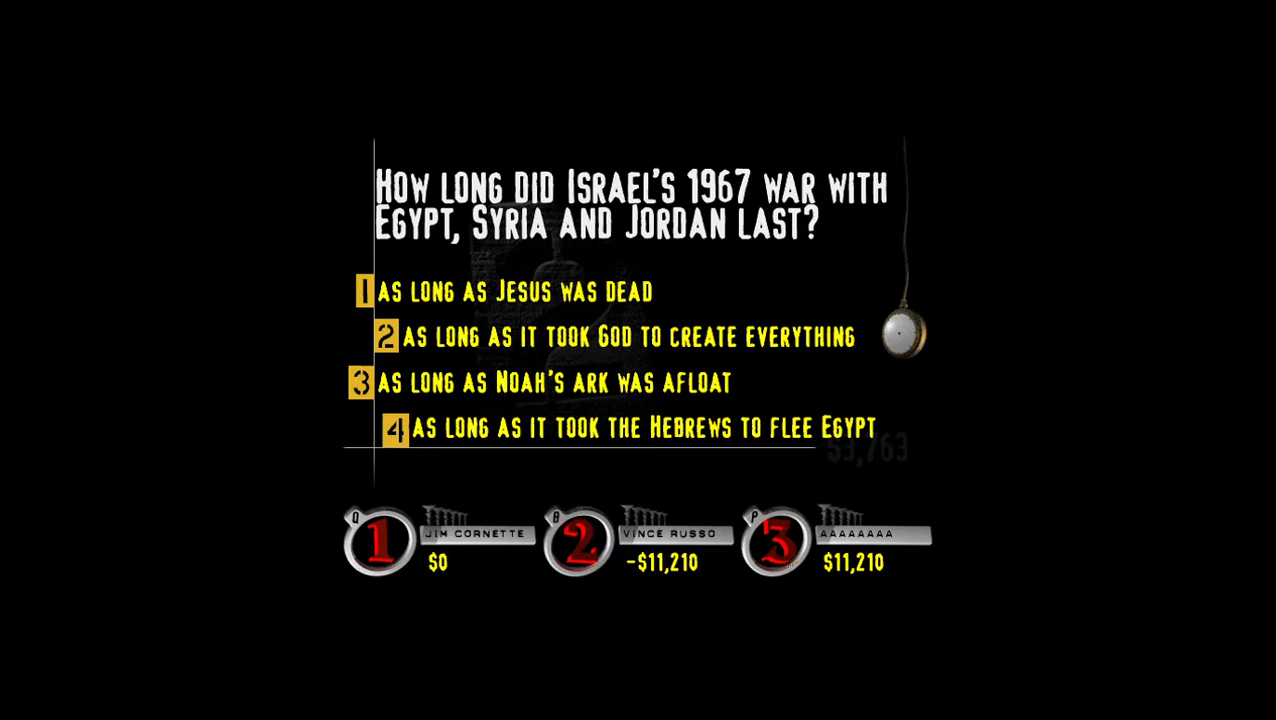 How long did Israel's 1967 war with
Egypt, Syria and Jordan last?
1 as long as Jesus was dead
2 as long as it took God to create everything
3 as long as Noah's ark was afloat
4 as long as it took the Hebrews to flee Egypt
$3,763
Q 1 JIM CORNETTE B 2 VINCE RUSSO P 3 AAAAAAAA
$0 -$11,210 $11,210